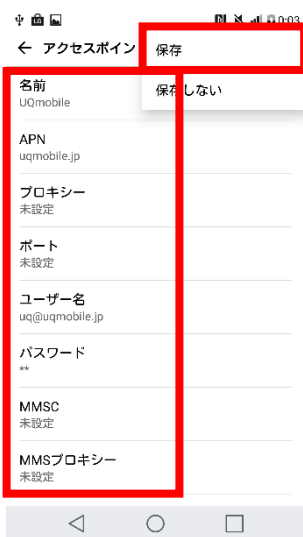 0:03
← アクセスポイン
保存
保存しない
名前
UQmobile
APN
uqmobile.jp
プロキシー
未設定
ポート
未設定
ユーザー名
uq@uqmobile.jp
パスワード
**
MMSC
未設定
MMSプロキシー
未設定